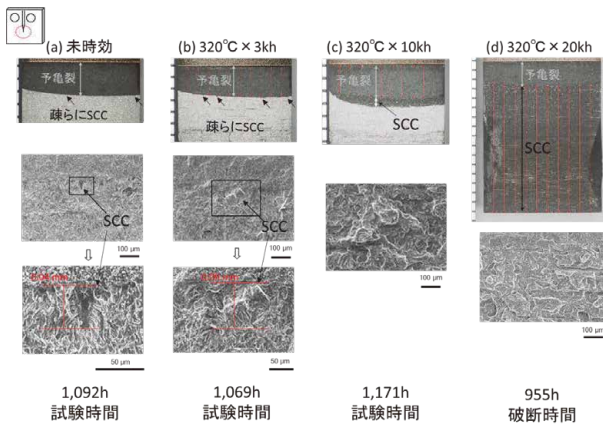 (a) 未時効
(b) 320℃×3kh
(c) 320℃×10kh
(d) 320℃×20kh
予亀裂
予亀裂
予亀裂
予亀裂
疎らにSCC
疎らにSCC
SCC
SCC
SCC
SCC
100 μm
100 μm
100 μm
100 μm
50 μm
50 μm
1,092h
試験時間
1,069h
試験時間
1,171h
試験時間
955h
破断時間